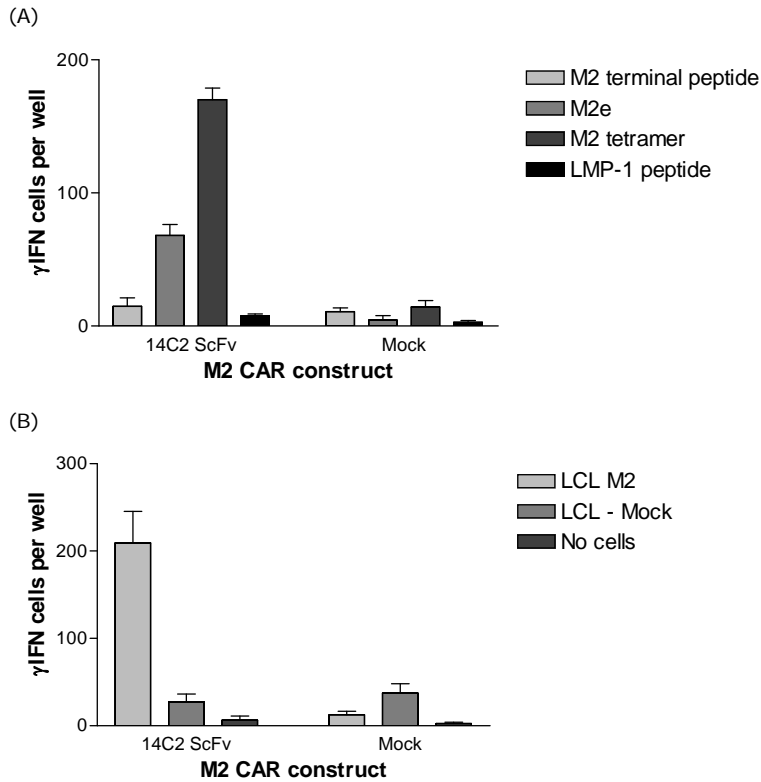 (A)
200
100
0
γIFN cells per well
14C2 ScFv
Mock
M2 CAR construct
M2 terminal peptide
M2e
M2 tetramer
LMP-1 peptide
(B)
300
200
100
0
γIFN cells per well
14C2 ScFv
Mock
M2 CAR construct
LCL M2
LCL - Mock
No cells